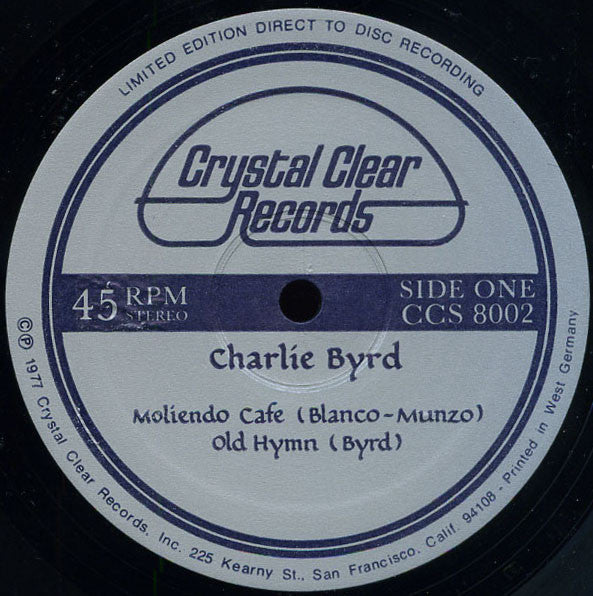 LIMITED EDITION DIRECT TO DISC RECORDING
Crystal Clear
Records
45 RPM
STEREO
SIDE ONE
CCS 8002
Charlie Byrd
Moliendo Cafe (Blanco-Munzo)
Old Hymn (Byrd)
©℗ 1977 Crystal Clear Records, Inc. 225 Kearny St., San Francisco, Calif. 94108 - Printed in West Germany